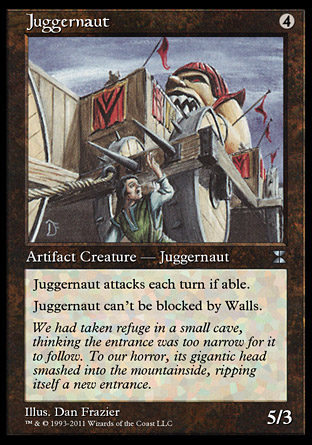 Juggernaut 4
Artifact Creature — Juggernaut
Juggernaut attacks each turn if able.
Juggernaut can't be blocked by Walls.
We had taken refuge in a small cave,
thinking the entrance was too narrow for it
to follow. To our horror, its gigantic head
smashed into the mountainside, ripping
itself a new entrance.
Illus. Dan Frazier
™ & © 1993-2011 Wizards of the Coast LLC
5/3